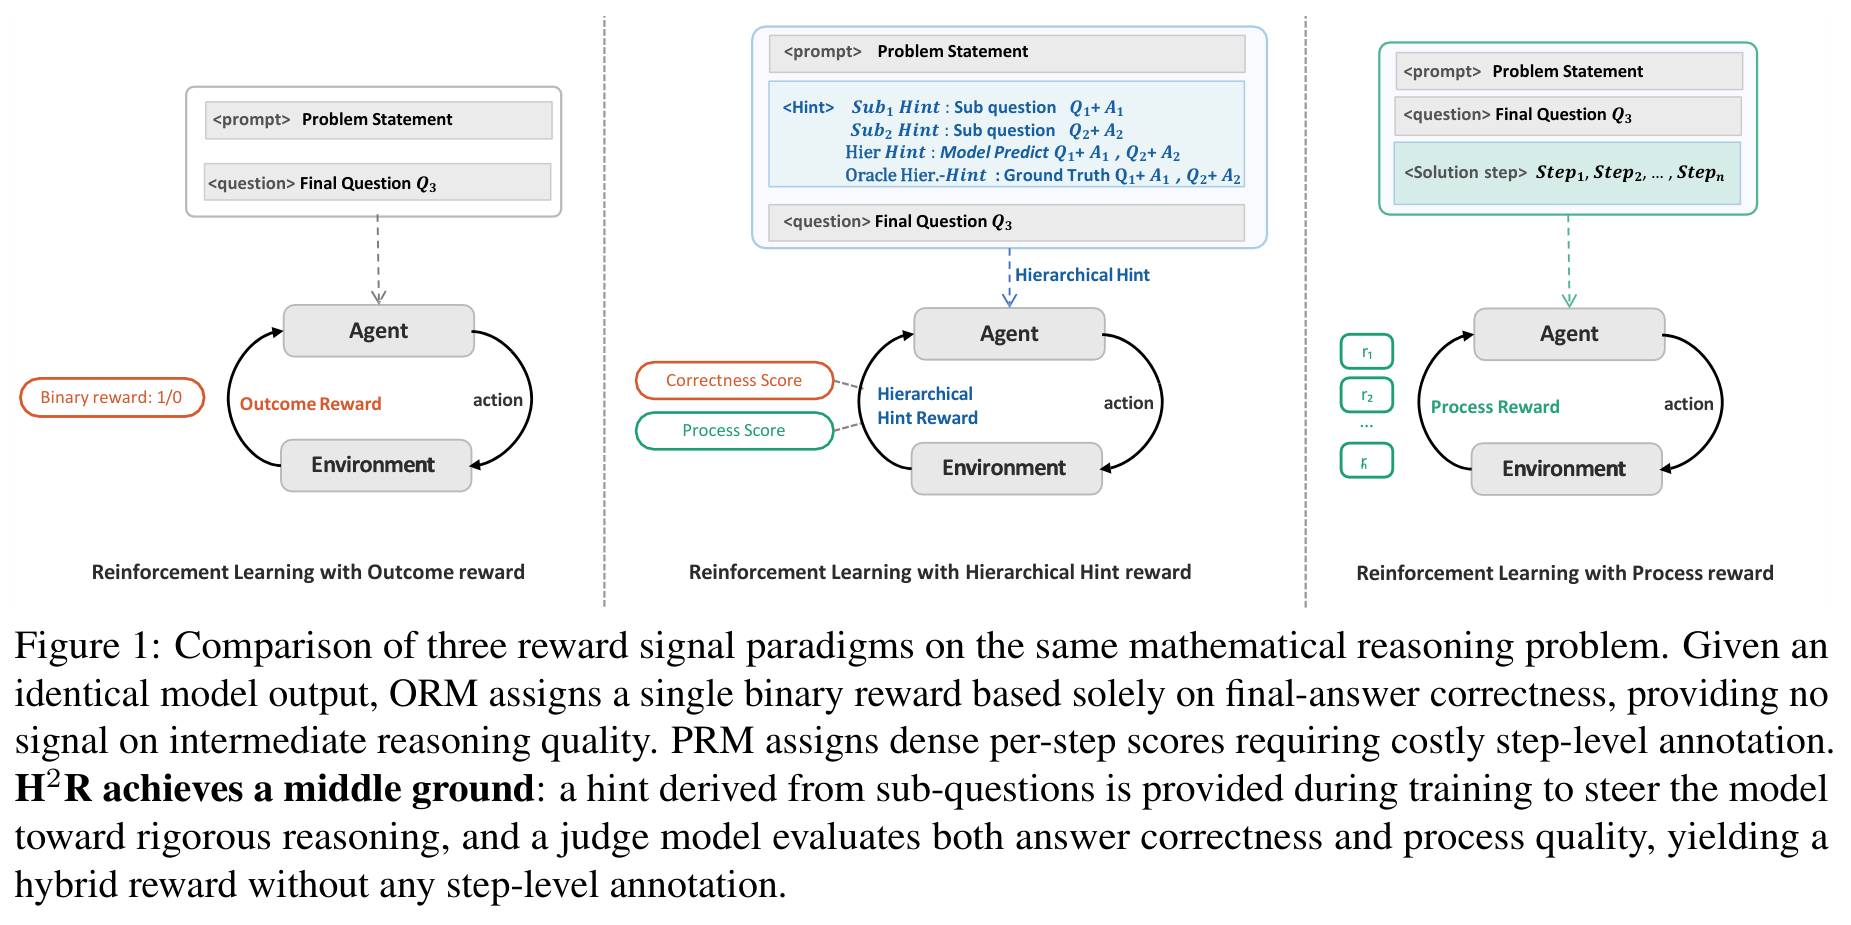 <prompt> Problem Statement
<question> Final Question Q₃
Agent
Binary reward: 1/0
Outcome Reward
action
Environment
Reinforcement Learning with Outcome reward
<prompt> Problem Statement
<Hint> Sub₁ Hint : Sub question Q₁+ A₁
Sub₂ Hint : Sub question Q₂+ A₂
Hier Hint : Model Predict Q₁+ A₁ , Q₂+ A₂
Oracle Hier.-Hint : Ground Truth Q₁+ A₁ , Q₂+ A₂
<question> Final Question Q₃
Hierarchical Hint
Agent
Correctness Score
Process Score
Hierarchical
Hint Reward
action
Environment
Reinforcement Learning with Hierarchical Hint reward
<prompt> Problem Statement
<question> Final Question Q₃
<Solution step> Step₁, Step₂, ... , Stepₙ
Agent
r₁
r₂
...
rₙ
Process Reward
action
Environment
Reinforcement Learning with Process reward
Figure 1: Comparison of three reward signal paradigms on the same mathematical reasoning problem. Given an
identical model output, ORM assigns a single binary reward based solely on final-answer correctness, providing no
signal on intermediate reasoning quality. PRM assigns dense per-step scores requiring costly step-level annotation.
H²R achieves a middle ground: a hint derived from sub-questions is provided during training to steer the model
toward rigorous reasoning, and a judge model evaluates both answer correctness and process quality, yielding a
hybrid reward without any step-level annotation.